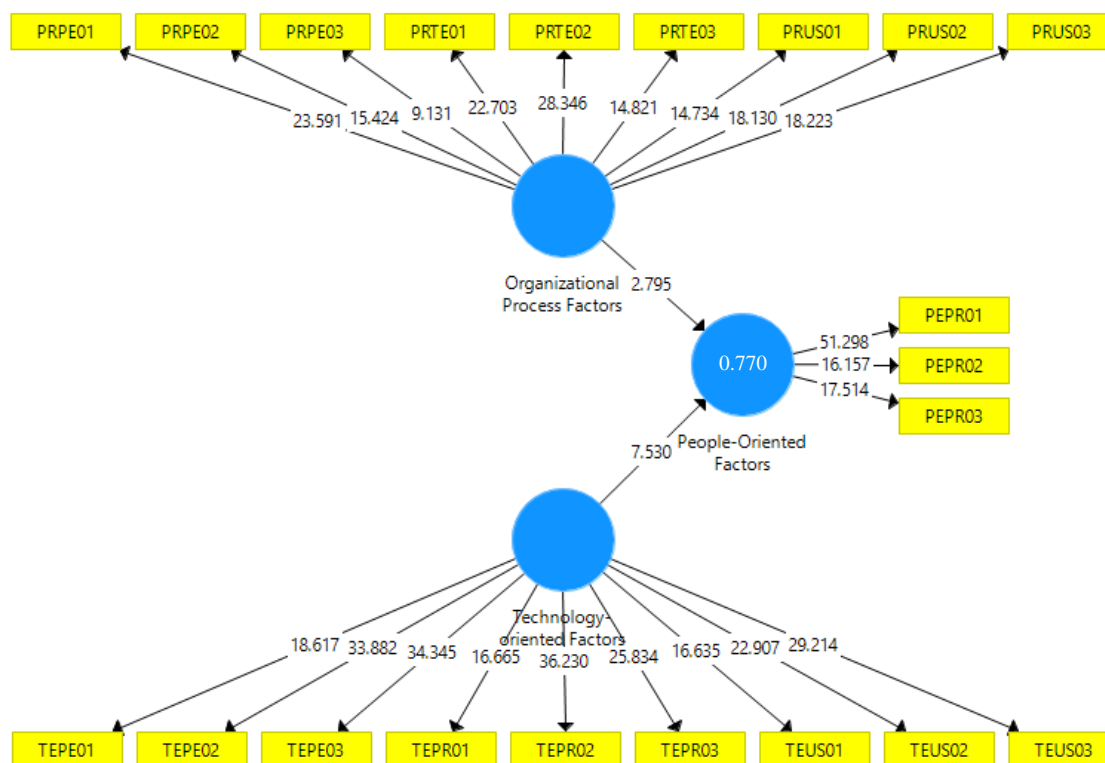 PRPE01 PRPE02 PRPE03 PRTE01 PRTE02 PRTE03 PRUS01 PRUS02 PRUS03
23.591 15.424 9.131 22.703 28.346 14.821 14.734 18.130 18.223
Organizational
Process Factors
2.795
PEPR01
51.298
0.770
16.157
PEPR02
17.514
PEPR03
People-Oriented
Factors
7.530
Technology-
oriented Factors
18.617 33.882 34.345 16.665 36.230 25.834 16.635 22.907 29.214
TEPE01 TEPE02 TEPE03 TEPR01 TEPR02 TEPR03 TEUS01 TEUS02 TEUS03